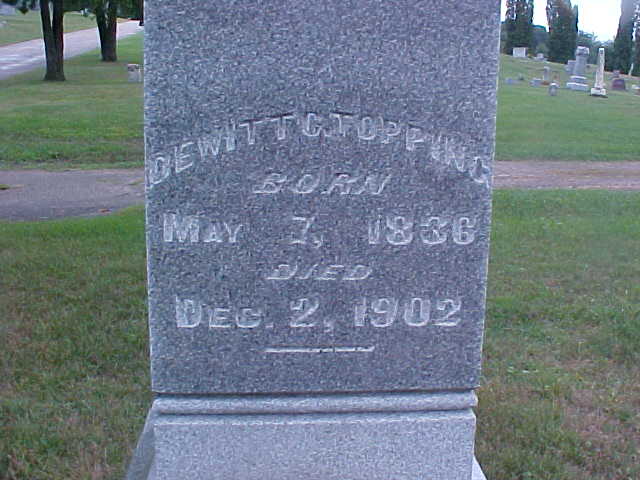 DEWITT C. TOPPING
BORN
MAY 7, 1836
DIED
DEC. 2, 1902